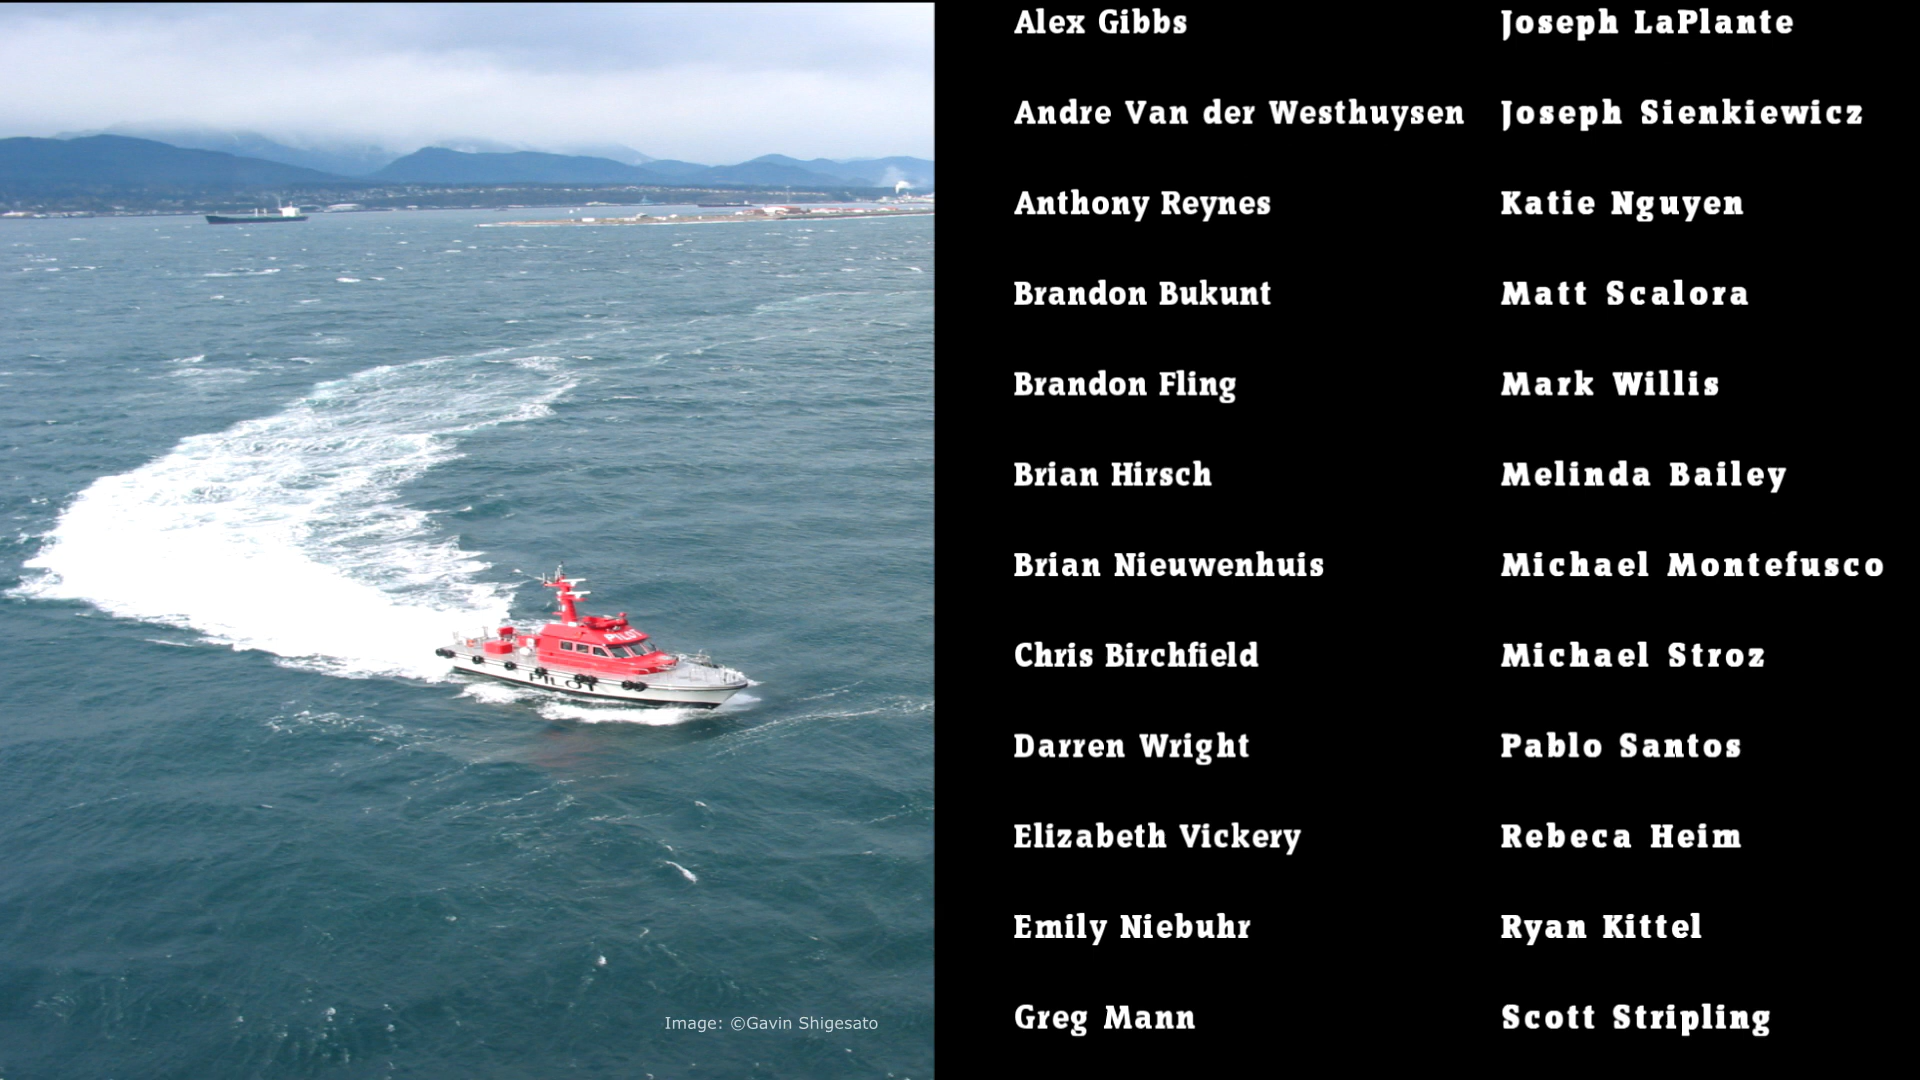 Alex Gibbs
Andre Van der Westhuysen
Anthony Reynes
Brandon Bukunt
Brandon Fling
Brian Hirsch
Brian Nieuwenhuis
Chris Birchfield
Darren Wright
Elizabeth Vickery
Emily Niebuhr
Greg Mann
Joseph LaPlante
Joseph Sienkiewicz
Katie Nguyen
Matt Scalora
Mark Willis
Melinda Bailey
Michael Montefusco
Michael Stroz
Pablo Santos
Rebeca Heim
Ryan Kittel
Scott Stripling
PILOT
PILOT
Image: ©Gavin Shigesato